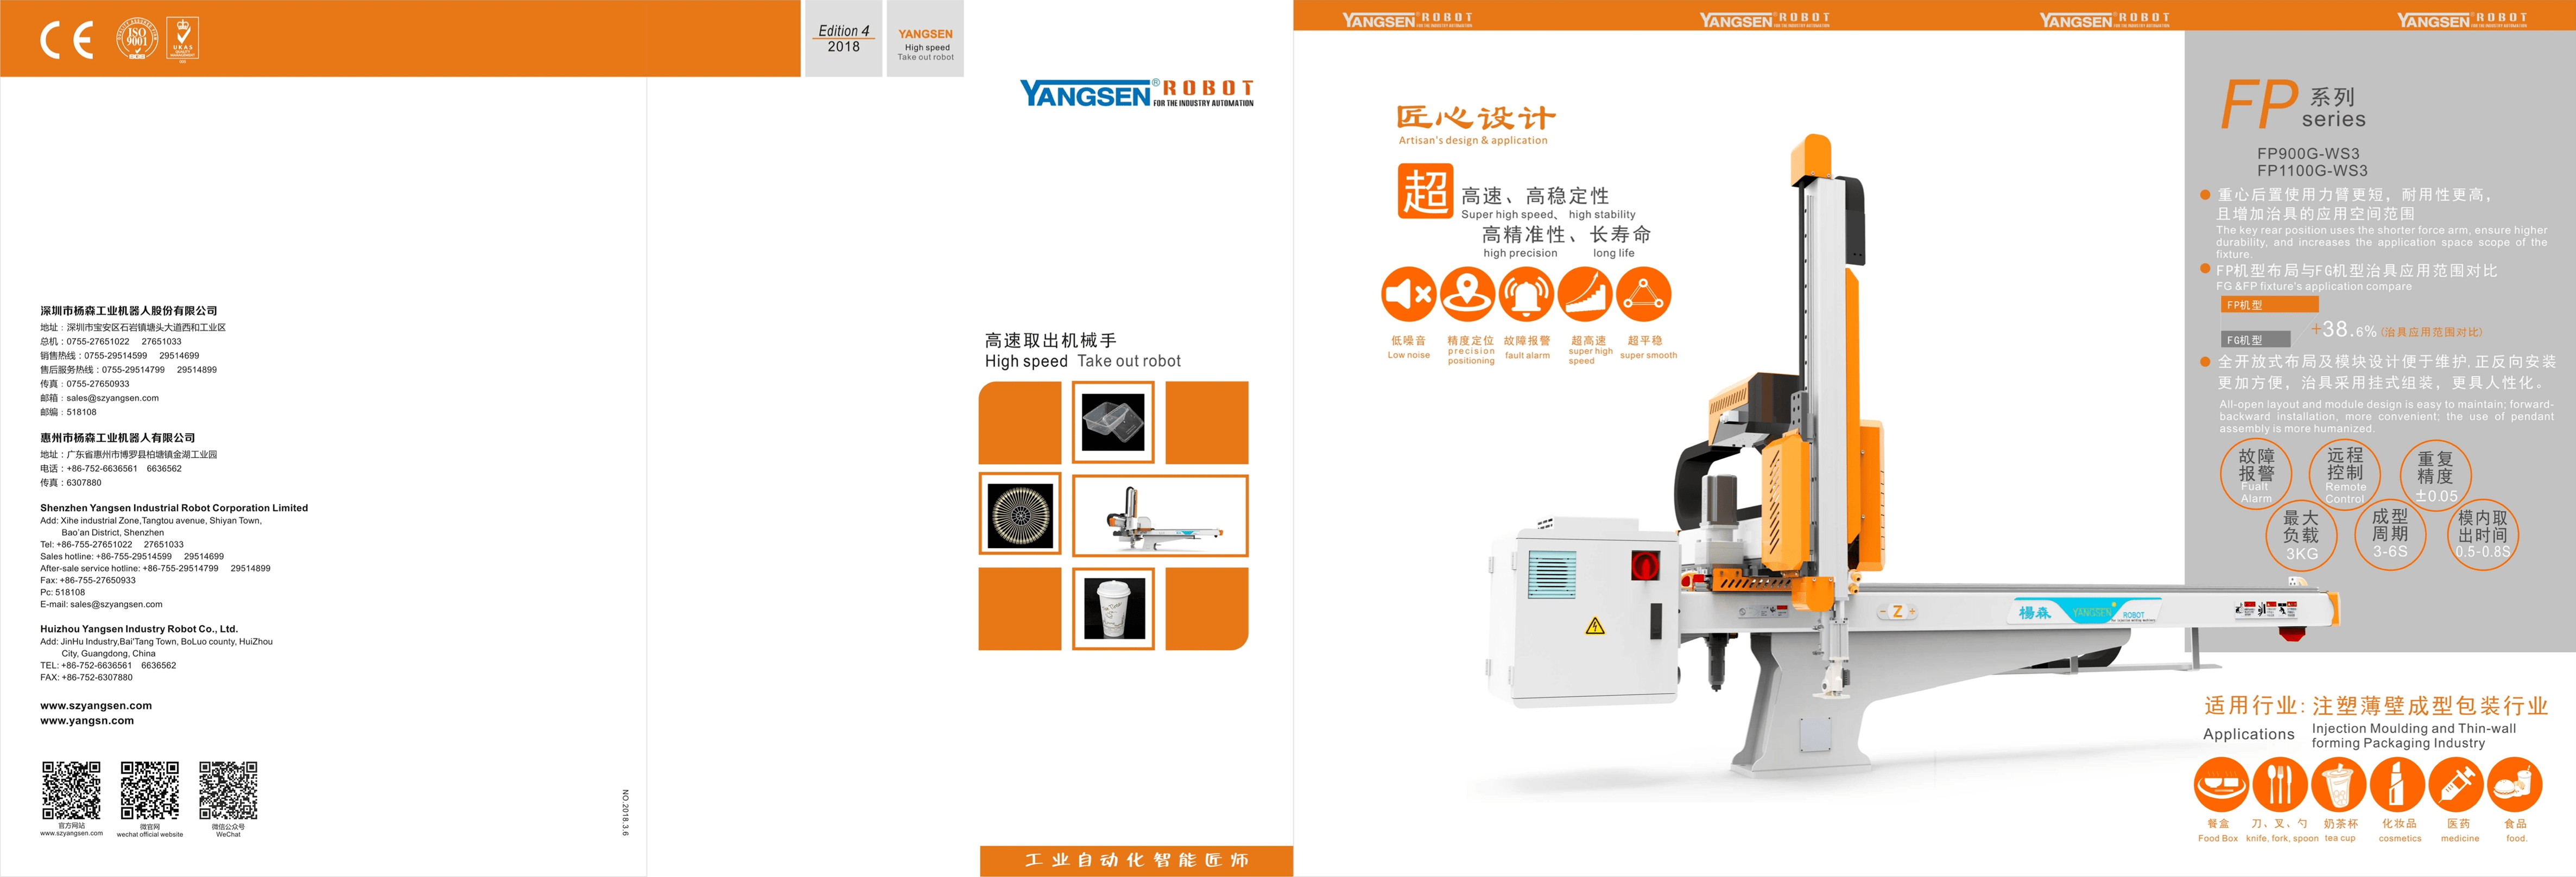 CE
ISO
9001
UKAS
QUALITY
MANAGEMENT
Edition 4
2018
YANGSEN
High speed
Take out robot
深圳市杨森工业机器人股份有限公司
地址：深圳市宝安区石岩镇塘头大道西和工业区
总机：0755-27651022 27651033
销售热线：0755-29514599 29514699
售后服务热线：0755-29514799 29514899
传真：0755-27650933
邮箱：sales@szyangsen.com
邮编：518108
惠州市杨森工业机器人有限公司
地址：广东省惠州市博罗县柏塘镇金湖工业园
电话：+86-752-6636561 6636562
传真：6307880
Shenzhen Yangsen Industrial Robot Corporation Limited
Add: Xihe industrial Zone,Tangtou avenue, Shiyan Town,
Bao'an District, Shenzhen
Tel: +86-755-27651022 27651033
Sales hotline: +86-755-29514599 29514699
After-sale service hotline: +86-755-29514799 29514899
Fax: +86-755-27650933
Pc: 518108
E-mail: sales@szyangsen.com
Huizhou Yangsen Industry Robot Co., Ltd.
Add: JinHu Industry,Bai'Tang Town, BoLuo county, HuiZhou
City, Guangdong, China
TEL: +86-752-6636561 6636562
FAX: +86-752-6307880
www.szyangsen.com
www.yangsn.com
官方网站
www.szyangsen.com
微官网
wechat official website
微信公众号
WeChat
NO.2018.3.6
YANGSEN® ROBOT
FOR THE INDUSTRY AUTOMATION
高速取出机械手
High speed Take out robot
工业自动化智能匠师
YANGSEN® ROBOT
FOR THE INDUSTRY AUTOMATION
YANGSEN® ROBOT
FOR THE INDUSTRY AUTOMATION
YANGSEN® ROBOT
FOR THE INDUSTRY AUTOMATION
YANGSEN® ROBOT
FOR THE INDUSTRY AUTOMATION
匠心设计
Artisan's design & application
超
高速、高稳定性
Super high speed、 high stability
高精准性、长寿命
high precision long life
低噪音
Low noise
精度定位
precision
positioning
故障报警
fault alarm
超高速
super high
speed
超平稳
super smooth
- Z +
楊森
YANGSEN
ROBOT
FP 系列
series
FP900G-WS3
FP1100G-WS3
重心后置使用力臂更短，耐用性更高，
且增加治具的应用空间范围
The key rear position uses the shorter force arm, ensure higher
durability, and increases the application space scope of the
fixture.
FP机型布局与FG机型治具应用范围对比
FG &FP fixture's application compare
FP机型
+38.6% (治具应用范围对比)
FG机型
全开放式布局及模块设计便于维护,正反向安装
更加方便，治具采用挂式组装，更具人性化。
All-open layout and module design is easy to maintain; forward-
backward installation, more convenient; the use of pendant
assembly is more humanized.
故障
报警
Fualt
Alarm
远程
控制
Remote
Control
重复
精度
±0.05
最大
负载
3KG
成型
周期
3-6S
模内取
出时间
0.5-0.8S
适用行业: 注塑薄壁成型包装行业
Applications
Injection Moulding and Thin-wall
forming Packaging Industry
餐盒
Food Box
刀、叉、勺
knife, fork, spoon
奶茶杯
tea cup
化妆品
cosmetics
医药
medicine
食品
food.